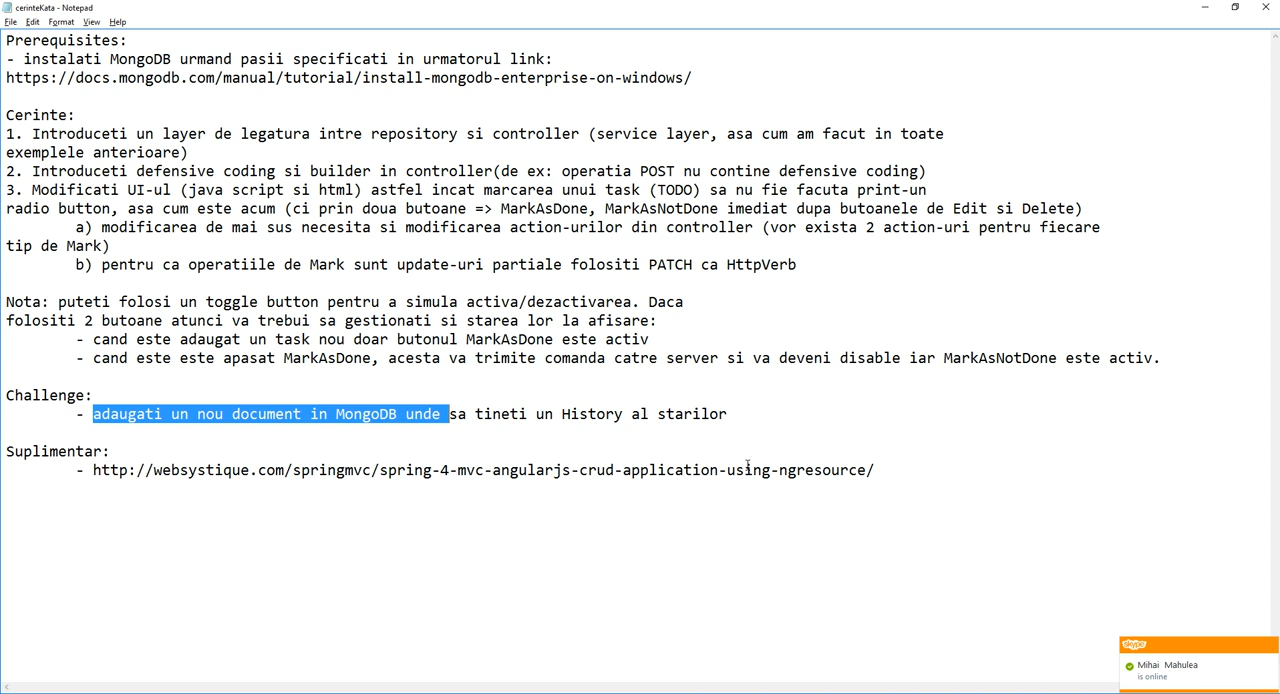 cerinteKata - Notepad
File Edit Format View Help
Prerequisites:
- instalati MongoDB urmand pasii specificati in urmatorul link:
https://docs.mongodb.com/manual/tutorial/install-mongodb-enterprise-on-windows/
Cerinte:
1. Introduceti un layer de legatura intre repository si controller (service layer, asa cum am facut in toate
exemplele anterioare)
2. Introduceti defensive coding si builder in controller(de ex: operatia POST nu contine defensive coding)
3. Modificati UI-ul (java script si html) astfel incat marcarea unui task (TODO) sa nu fie facuta print-un
radio button, asa cum este acum (ci prin doua butoane => MarkAsDone, MarkAsNotDone imediat dupa butoanele de Edit si Delete)
a) modificarea de mai sus necesita si modificarea action-urilor din controller (vor exista 2 action-uri pentru fiecare
tip de Mark)
b) pentru ca operatiile de Mark sunt update-uri partiale folositi PATCH ca HttpVerb
Nota: puteti folosi un toggle button pentru a simula activa/dezactivarea. Daca
folositi 2 butoane atunci va trebui sa gestionati si starea lor la afisare:
- cand este adaugat un task nou doar butonul MarkAsDone este activ
- cand este este apasat MarkAsDone, acesta va trimite comanda catre server si va deveni disable iar MarkAsNotDone este activ.
Challenge:
- adaugati un nou document in MongoDB unde sa tineti un History al starilor
Suplimentar:
- http://websystique.com/springmvc/spring-4-mvc-angularjs-crud-application-using-ngresource/
skype
Mihai Mahulea
is online